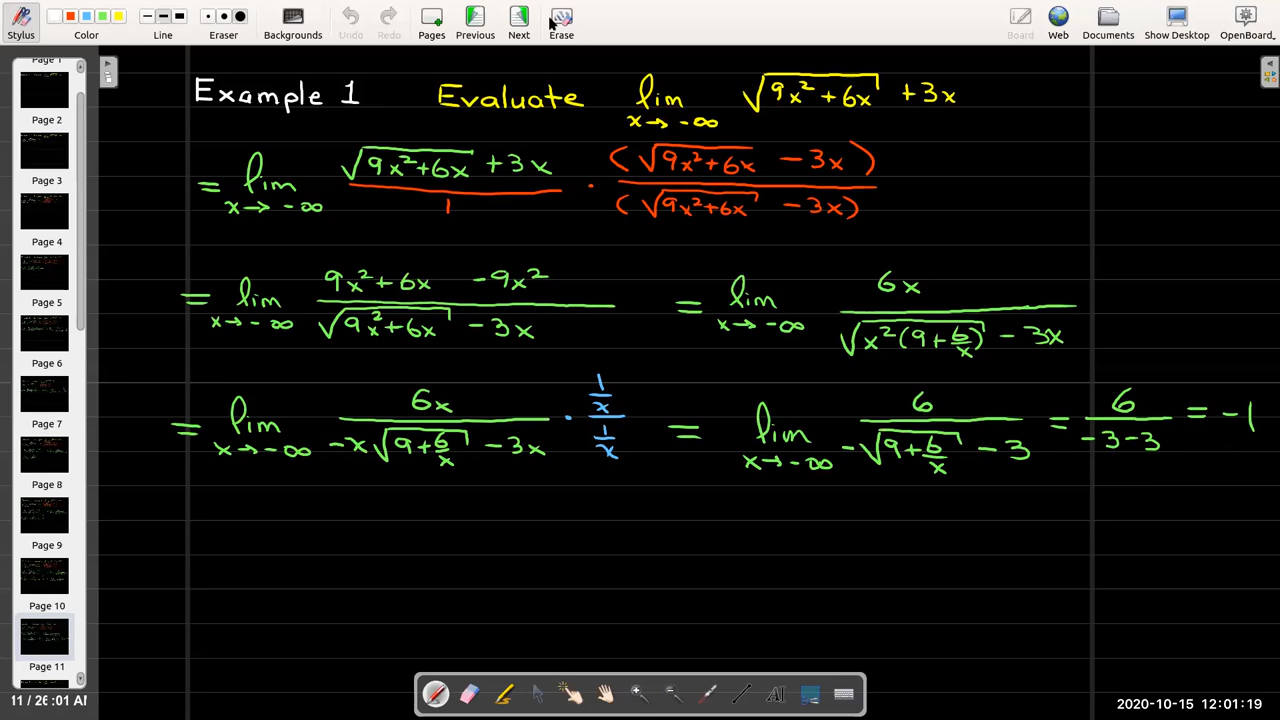 Stylus Color Line Eraser Backgrounds Undo Redo Pages Previous Next Erase Board Web Documents Show Desktop OpenBoard
Page 1
Page 2
Page 3
Page 4
Page 5
Page 6
Page 7
Page 8
Page 9
Page 10
Page 11
Example 1 Evaluate lim x→-∞ √(9x²+6x) + 3x
= lim x→-∞ (√(9x²+6x) + 3x)/1 · (√(9x²+6x) - 3x)/(√(9x²+6x) - 3x)
= lim x→-∞ (9x²+6x - 9x²)/(√(9x²+6x) - 3x) = lim x→-∞ 6x/(√(x²(9+6/x)) - 3x)
= lim x→-∞ 6x/(-x√(9+6/x) - 3x) · (1/x)/(1/x) = lim x→-∞ 6/(-√(9+6/x) - 3) = 6/(-3-3) = -1
AI
2020-10-15 12:01:19